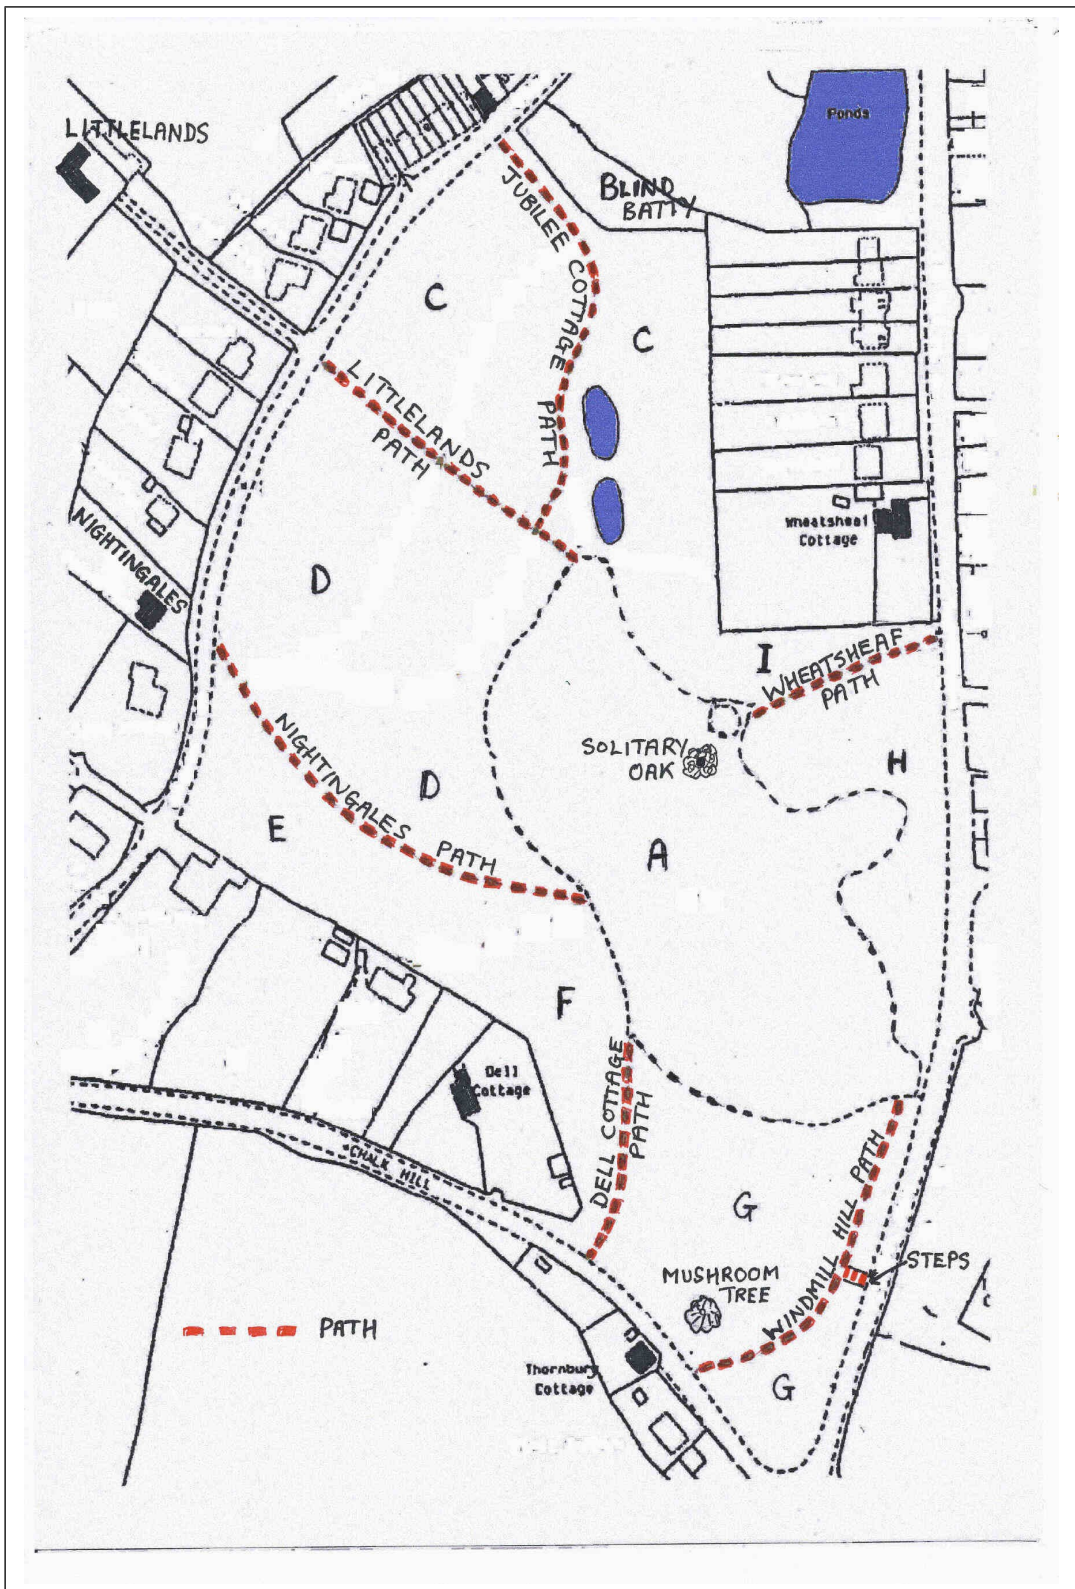 Ponds
LITTLELANDS
BLIND
BATTY
JUBILEE COTTAGE PATH
C
C
LITTLELANDS
PATH
Wheatsheaf
Cottage
NIGHTINGALES
D
I
WHEATSHEAF
PATH
SOLITARY
OAK
H
NIGHTINGALES PATH
D
E
A
F
Dell
Cottage
DELL COTTAGE
PATH
CHALK HILL
G
WINDMILL HILL PATH
STEPS
MUSHROOM
TREE
PATH
Thornbury
Cottage
G